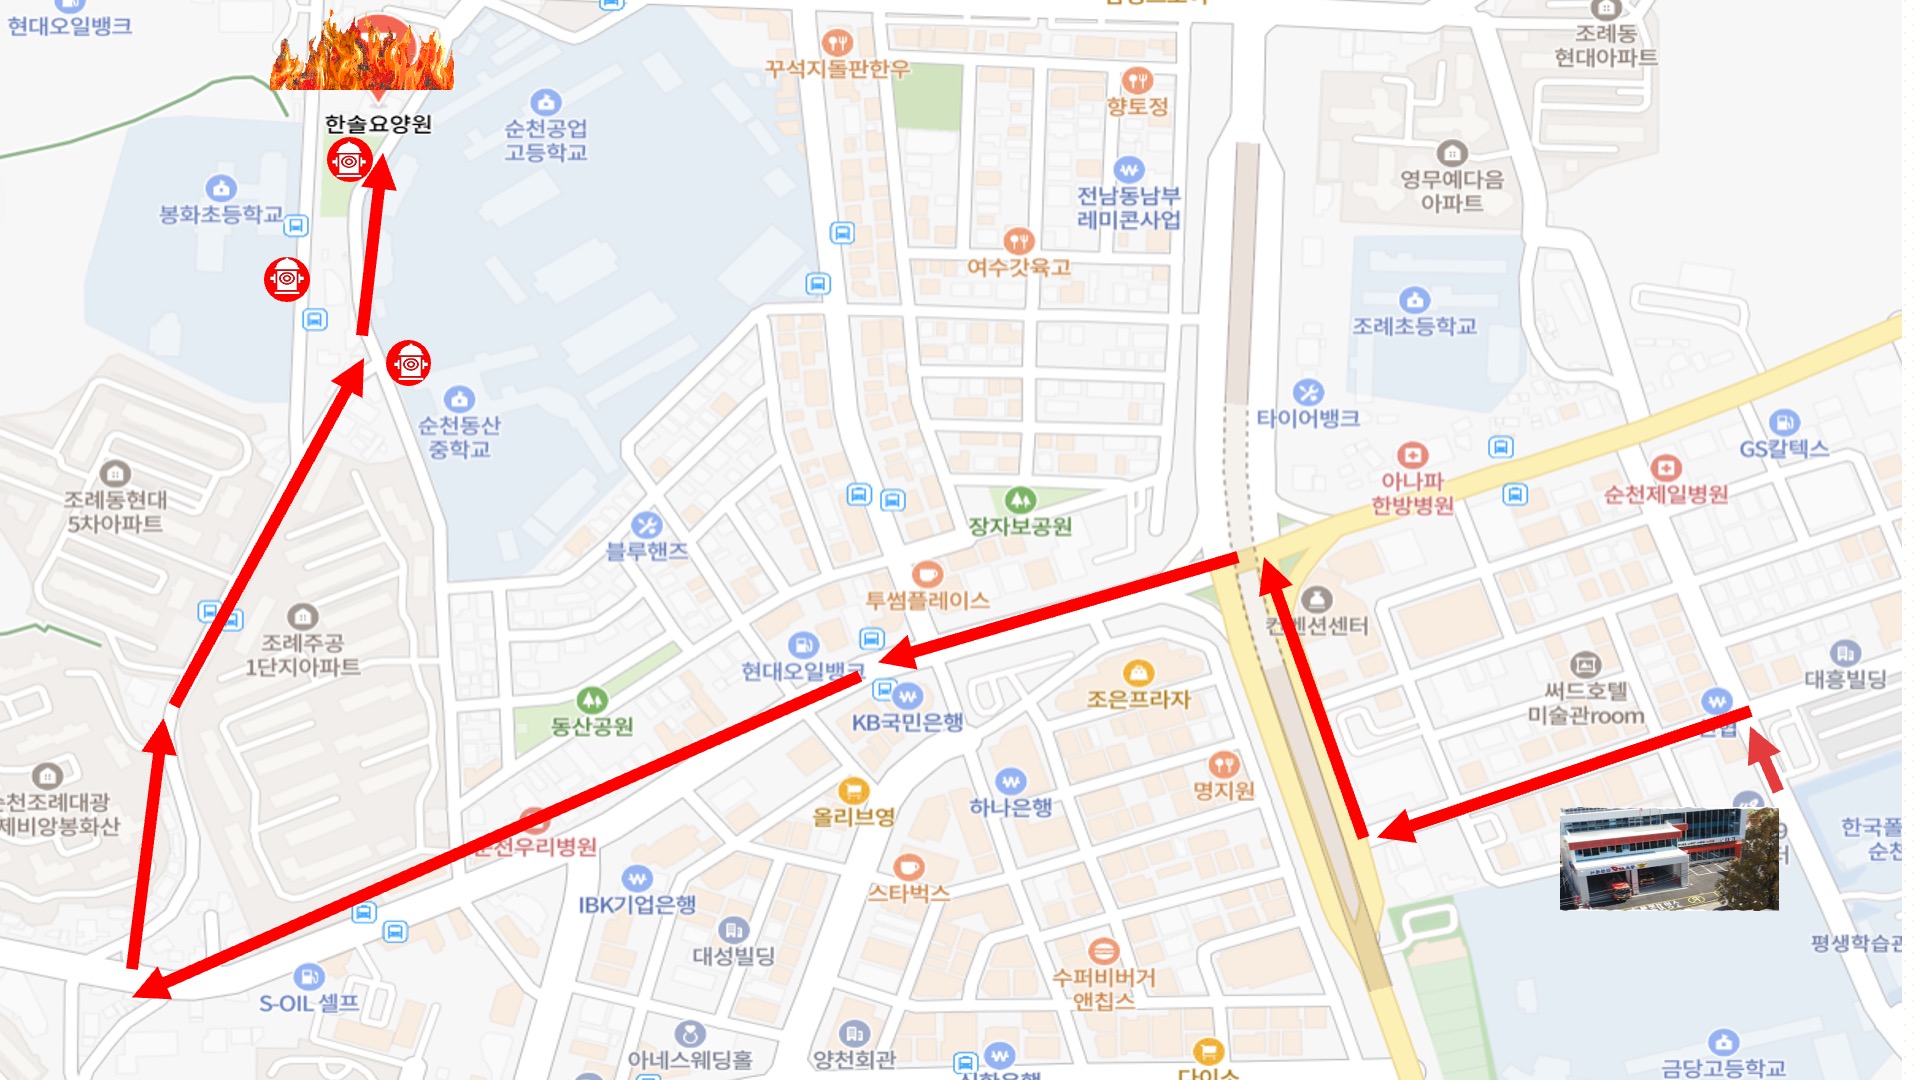 현대오일뱅크
한솔요양원
순천공업
고등학교
봉화초등학교
꾸석지돌판한우
향토정
전남동남부
레미콘사업
여수갓육고
조례동
현대아파트
영무예다음
아파트
조례초등학교
타이어뱅크
아나파
한방병원
GS칼텍스
순천제일병원
순천동산
중학교
조례동현대
5차아파트
블루핸즈
장자보공원
투썸플레이스
조례주공
1단지아파트
현대오일뱅크
동산공원
KB국민은행
조은프라자
컨벤션센터
써드호텔
미술관room
대흥빌딩
명지원
하나은행
올리브영
순천조례대광
로제비앙봉화산
순천우리병원
IBK기업은행
스타벅스
대성빌딩
수퍼비버거
앤칩스
S-OIL 셀프
아네스웨딩홀
양천회관
신한은행
다이소
한국폴
순천
평생학습관
금당고등학교